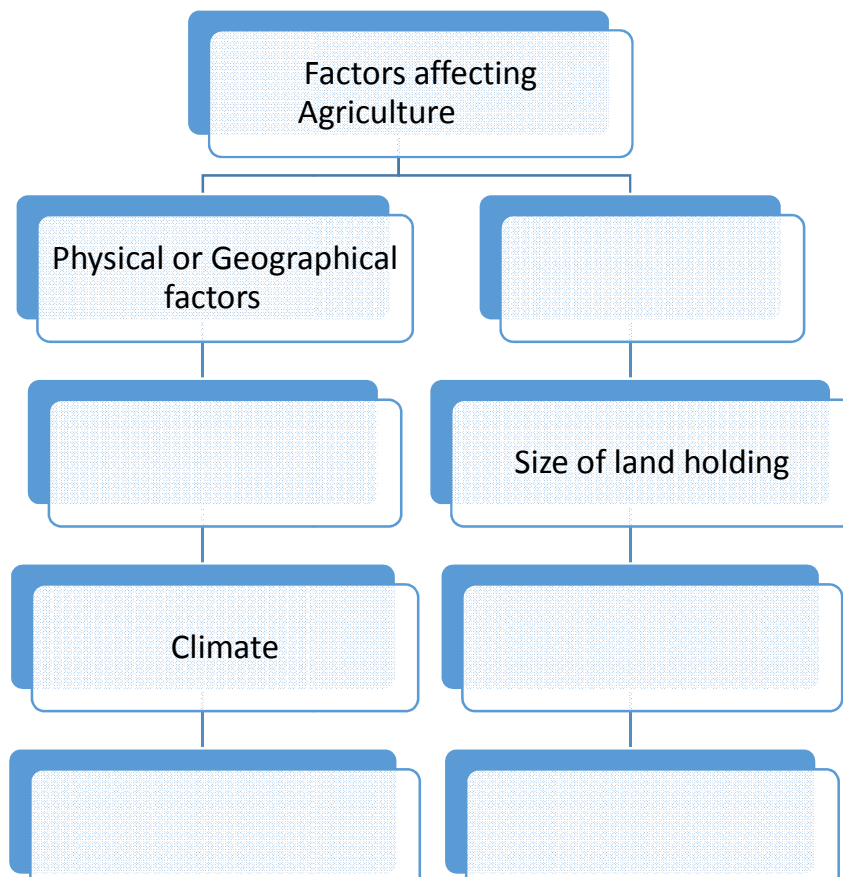 Factors affecting
Agriculture
Physical or Geographical
factors
Size of land holding
Climate